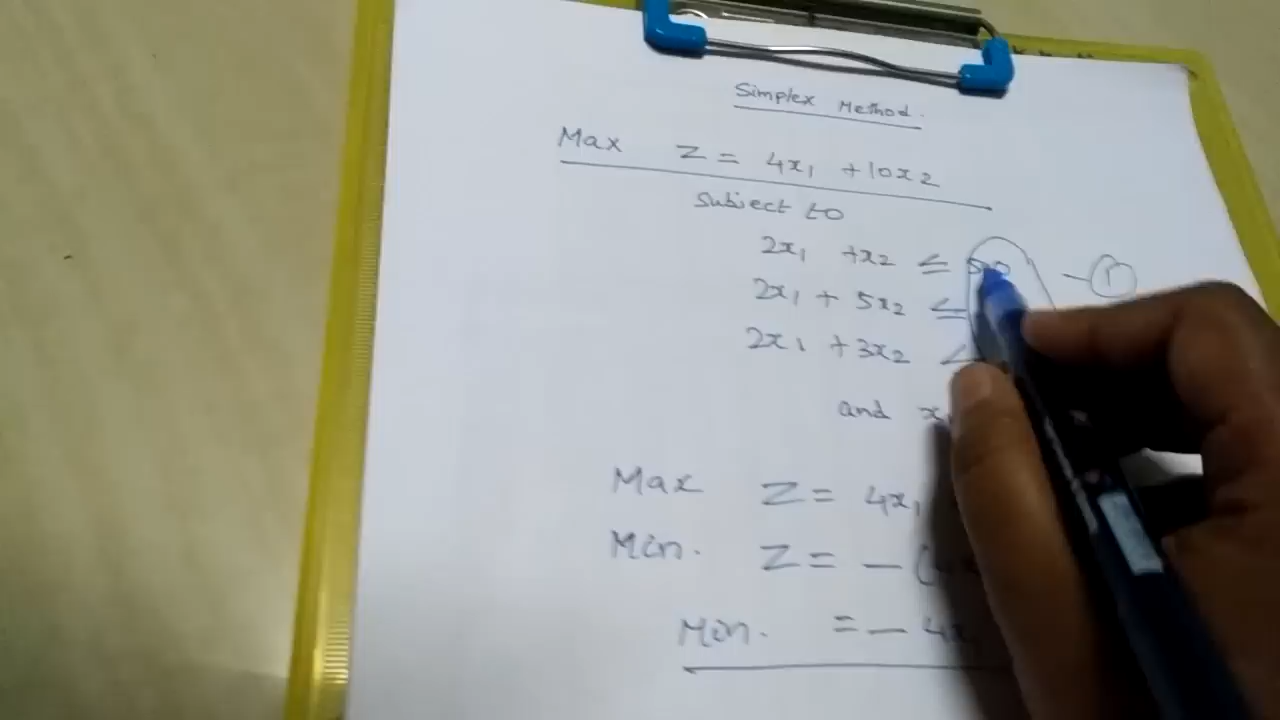 Simplex Method.
Max Z = 4x₁ + 10x₂
Subject to
2x₁ + x₂ ≤ — ①
2x₁ + 5x₂ ≤
2x₁ + 3x₂ ≤
and x₁
Max Z = 4x₁
Min. Z = – (
Min. = – 4x